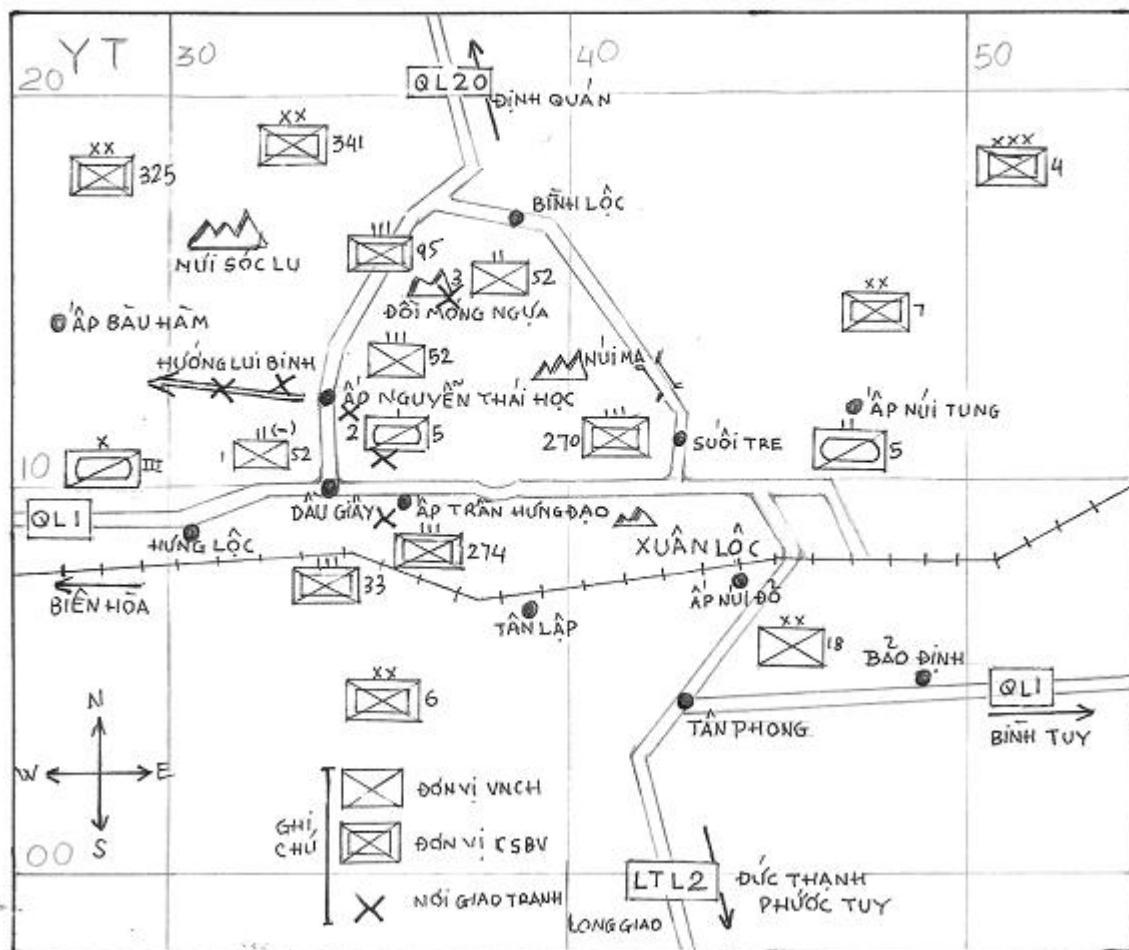 YT
30
40
50
20
QL20
ĐỊNH QUÁN
XX
325
XX
341
XXX
4
BÌNH LỘC
NÚI SÓC LU
III
95
II
3
52
ĐỒI MÓNG NGỰA
XX
7
ẤP BÀU HÀM
III
52
NÚI MA
HƯỚNG LUI BINH
ẤP NGUYỄN THÁI HỌC
ẤP NÚI TUNG
I
2
5
III
270
SUỐI TRE
II
5
X
III
II(-)
1
52
10
QL1
DẦU GIÂY
ẤP TRẦN HƯNG ĐẠO
HƯNG LỘC
III
274
XUÂN LỘC
III
33
BIÊN HÒA
TÂN LẬP
ẤP NÚI ĐỎ
XX
18
2
BẢO ĐỊNH
XX
6
QL1
TÂN PHONG
BÌNH TUY
N
W
E
S
GHI
CHÚ
ĐƠN VỊ VNCH
ĐƠN VỊ CSBV
NƠI GIAO TRANH
00
LTL2
ĐỨC THẠNH
PHƯỚC TUY
LONG GIAO